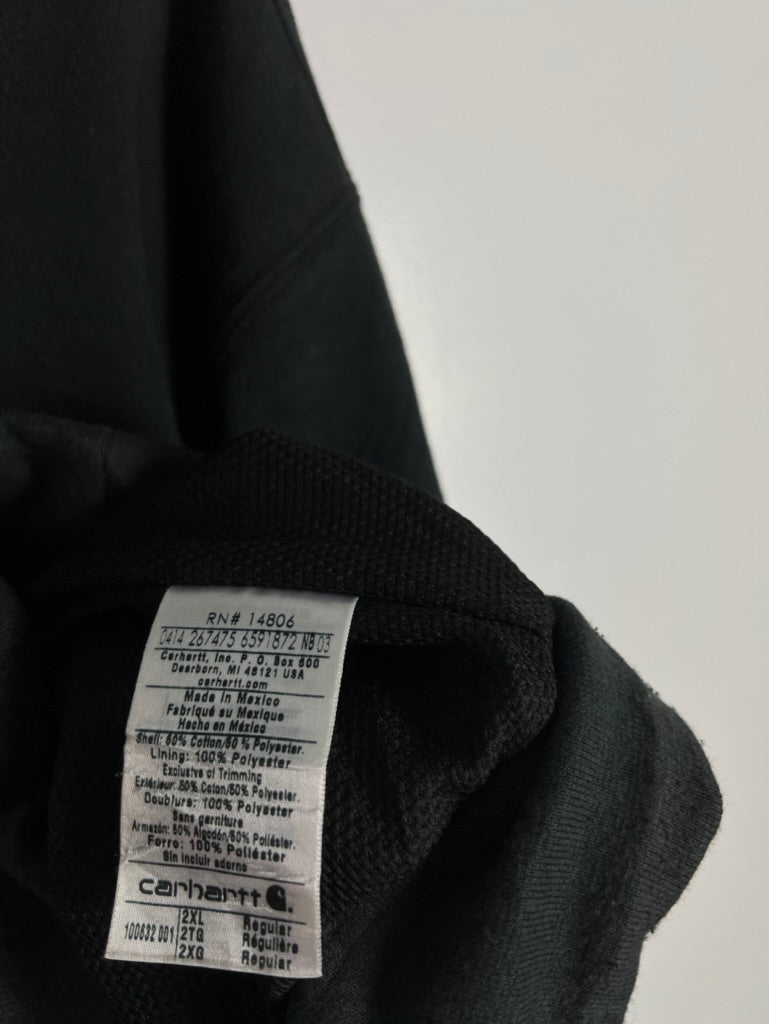 RN# 14806
0414 267475 6591872 NB 03
Carhartt, Inc. P. O. Box 600
Dearborn, MI 48121 USA
carhartt.com
Made in Mexico
Fabriqué au Mexique
Hecho en México
Shell: 50% Cotton/50 % Polyester.
Lining: 100% Polyester
Exclusive of Trimming
Extérieur: 50% Coton/50% Polyester.
Doublure: 100% Polyester
Sans garniture
Armazón: 50% Algodón/50% Poliéster.
Forro: 100% Poliéster
Sin incluir adorno
carhartt
100632 001 2XL Regular
2TG Régulière
2XG Regular